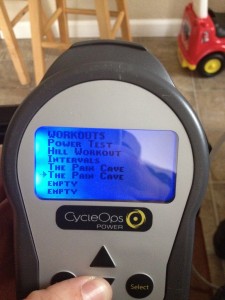 WORKOUTS
POWER TEST
HILL WORKOUT
INTERVALS
THE PAIN CAVE
THE PAIN CAVE
EMPTY
EMPTY
CycleOps
POWER
Select